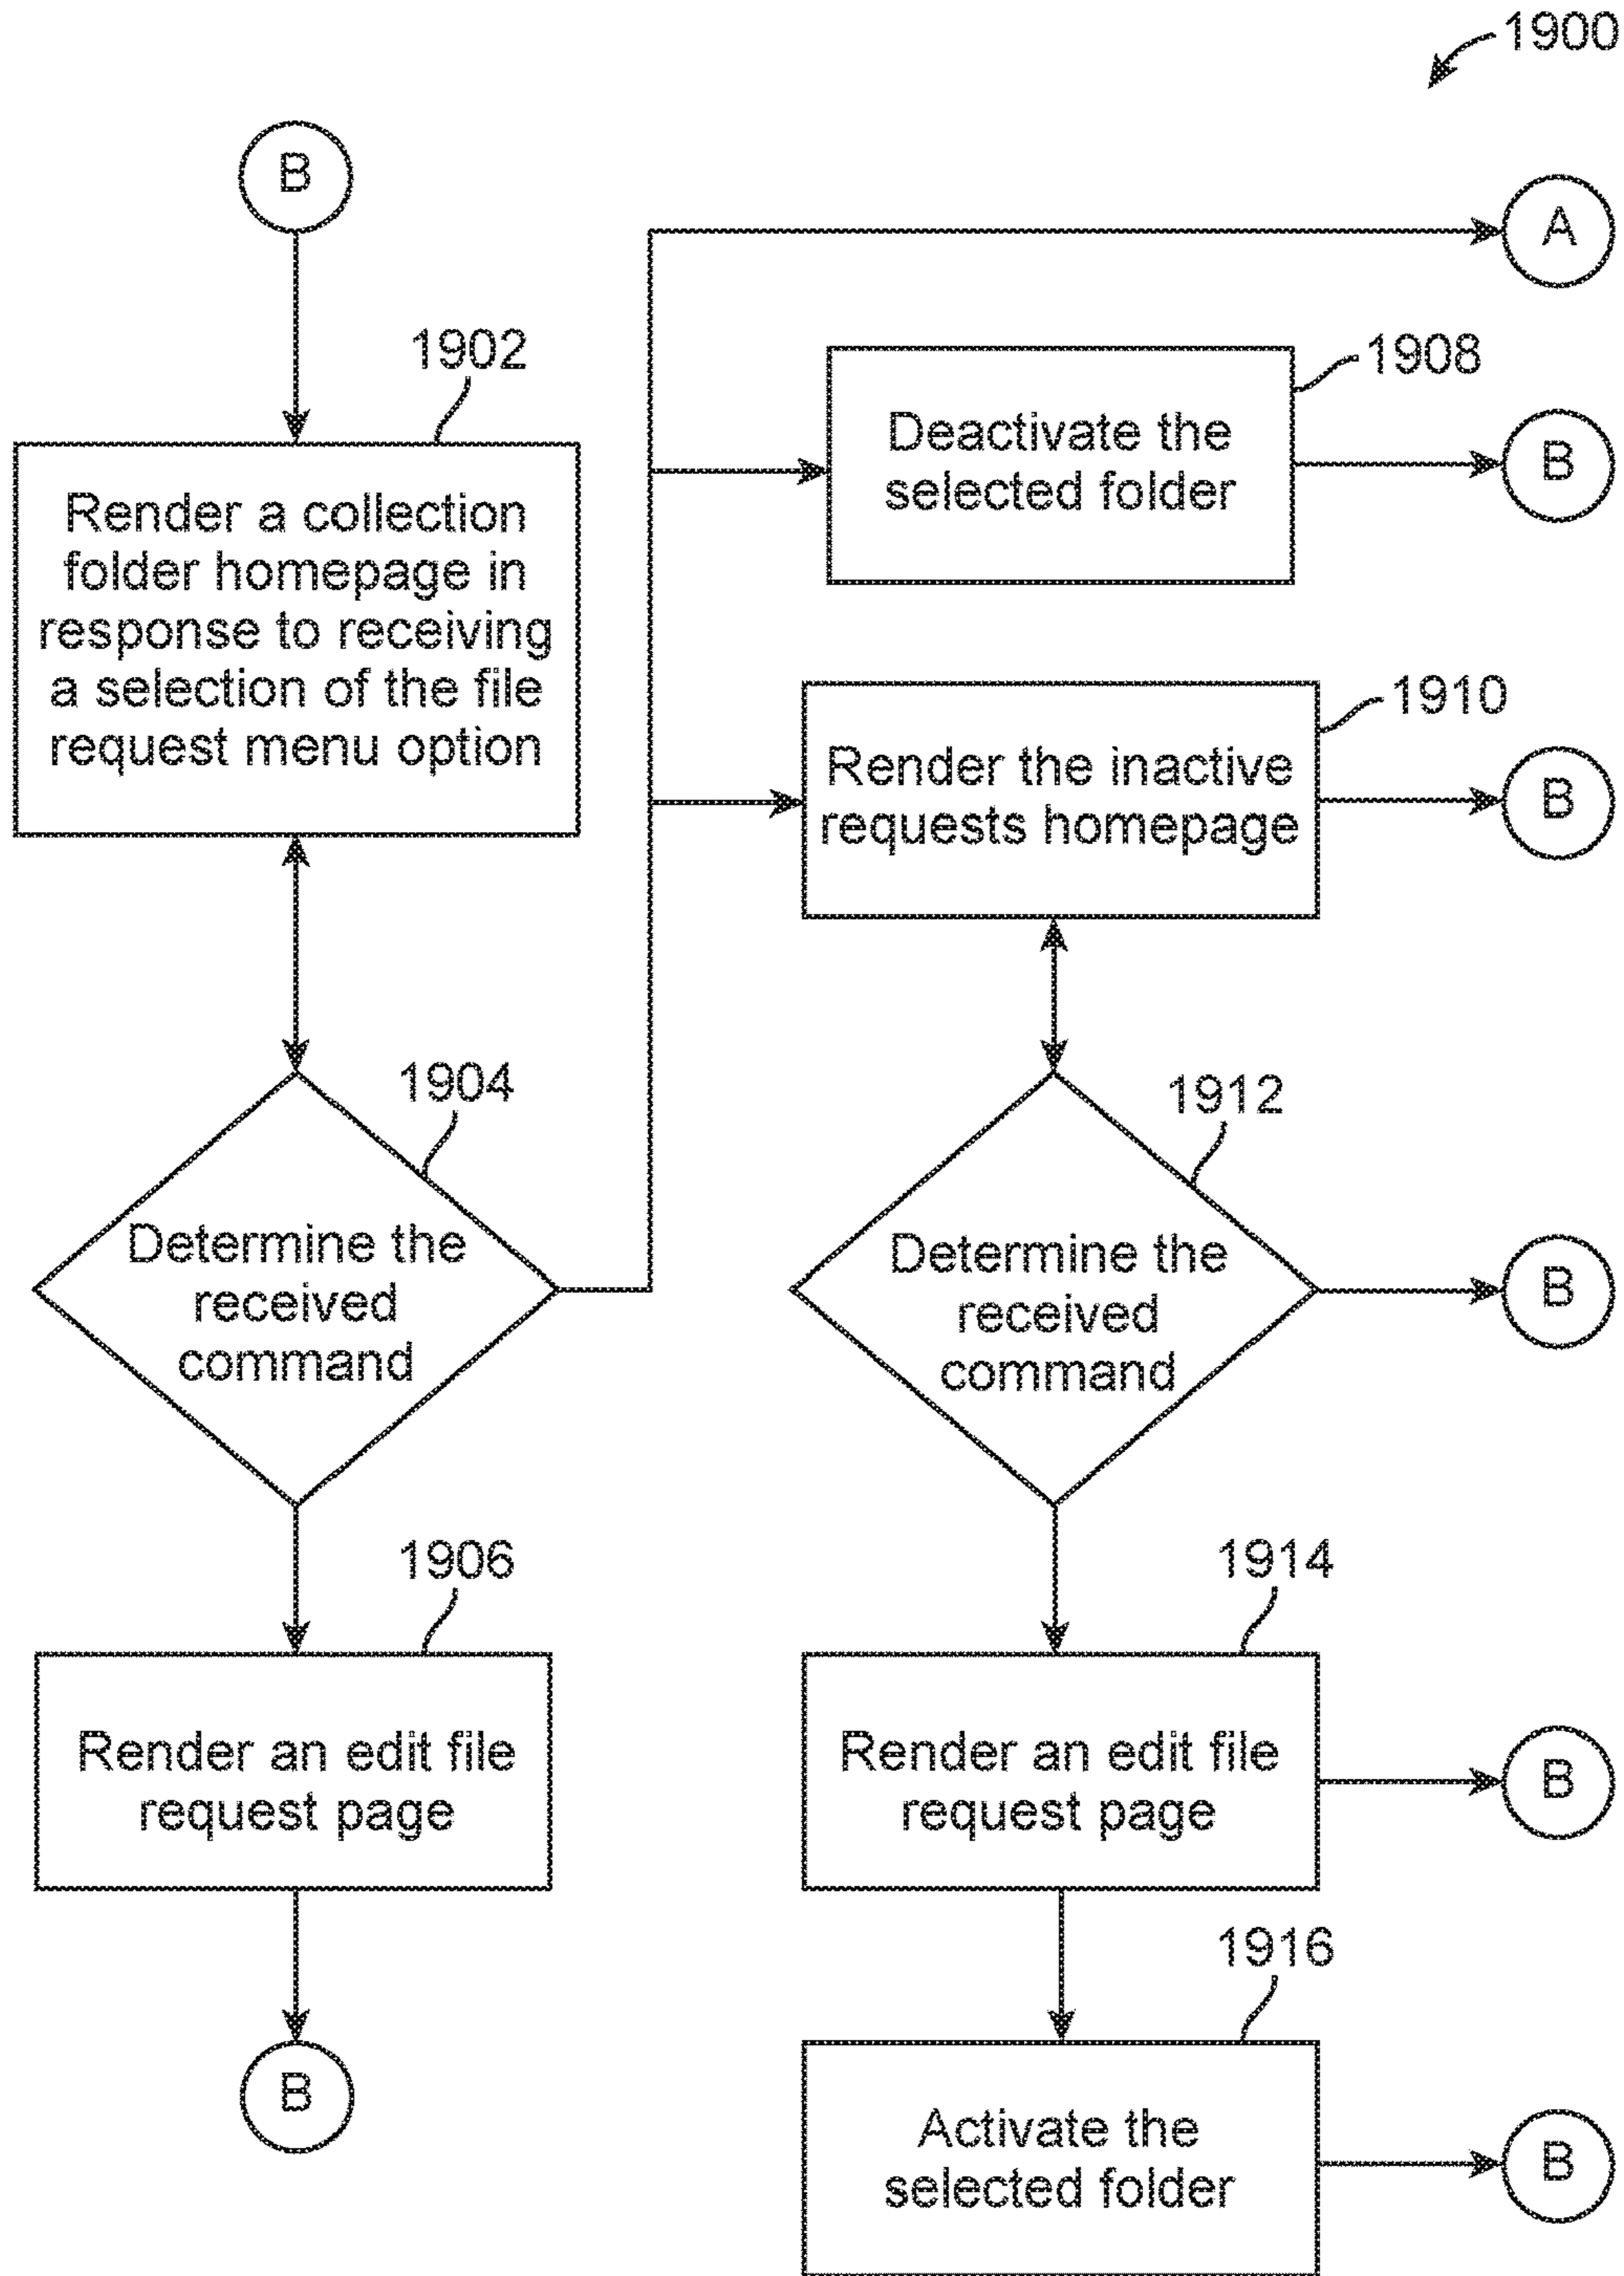 1900
B
A
1902
Render a collection
folder homepage in
response to receiving
a selection of the file
request menu option
1908
Deactivate the
selected folder
B
1910
Render the inactive
requests homepage
B
1904
Determine the
received
command
1912
Determine the
received
command
B
1906
Render an edit file
request page
B
1914
Render an edit file
request page
B
1916
Activate the
selected folder
B